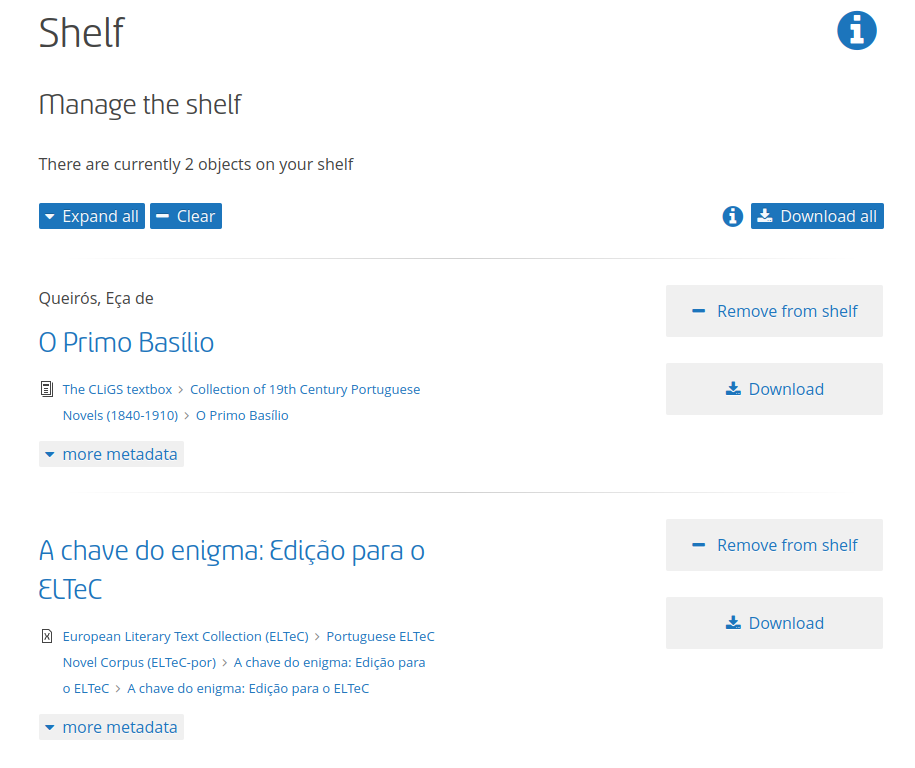 Shelf
Manage the shelf
There are currently 2 objects on your shelf
Expand all
Clear
Download all
Queirós, Eça de
O Primo Basílio
The CLiGS textbox > Collection of 19th Century Portuguese
Novels (1840-1910) > O Primo Basílio
more metadata
Remove from shelf
Download
A chave do enigma: Edição para o
ELTeC
European Literary Text Collection (ELTeC) > Portuguese ELTeC
Novel Corpus (ELTeC-por) > A chave do enigma: Edição para
o ELTeC > A chave do enigma: Edição para o ELTeC
more metadata
Remove from shelf
Download